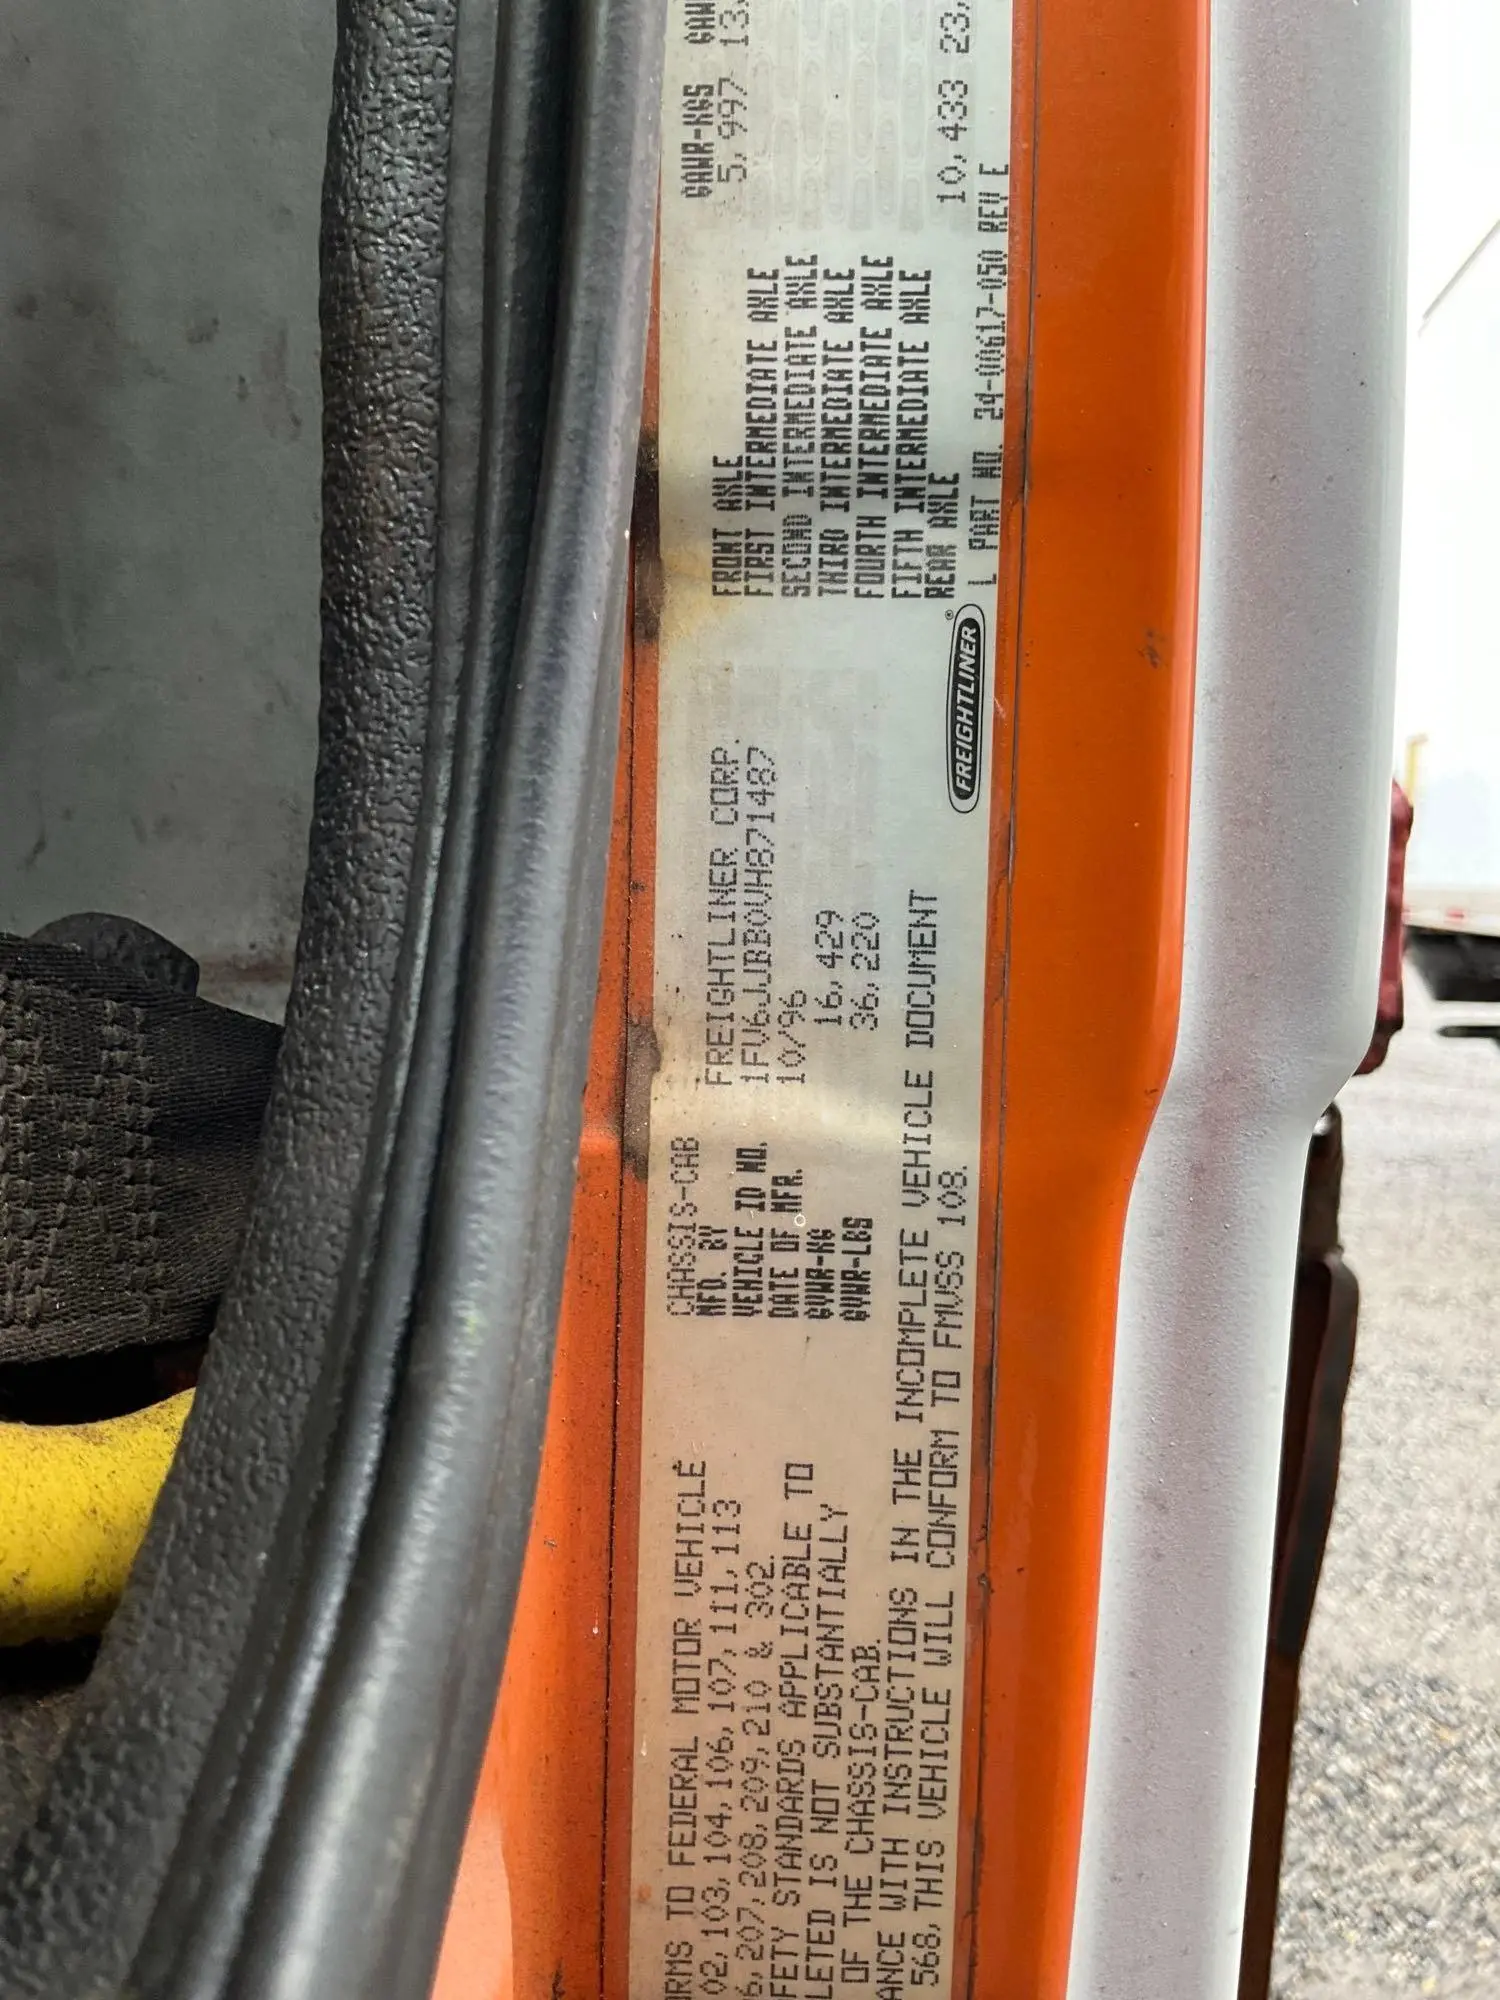 ORMS TO FEDERAL MOTOR VEHICLE
02, 103, 104, 106, 107, 111, 113
6, 207, 208, 209, 210 & 302.
FETY STANDARDS APPLICABLE TO
LETED IS NOT SUBSTANTIALLY
OF THE CHASSIS-CAB.
ANCE WITH INSTRUCTIONS IN THE INCOMPLETE VEHICLE DOCUMENT
568, THIS VEHICLE WILL CONFORM TO FMVSS 108.
CHASSIS-CAB
MFD. BY FREIGHTLINER CORP.
VEHICLE ID NO. 1FV6JJBB0VH871487
DATE OF MFR. 10/96
GVWR-KG 16,429
GVWR-LBS 36,220
FREIGHTLINER®
GAWR-KGS GAW
FRONT AXLE 5,997 13,
FIRST INTERMEDIATE AXLE
SECOND INTERMEDIATE AXLE
THIRD INTERMEDIATE AXLE
FOURTH INTERMEDIATE AXLE
FIFTH INTERMEDIATE AXLE
REAR AXLE 10,433 23,
L PART NO. 24-00617-050 REV E